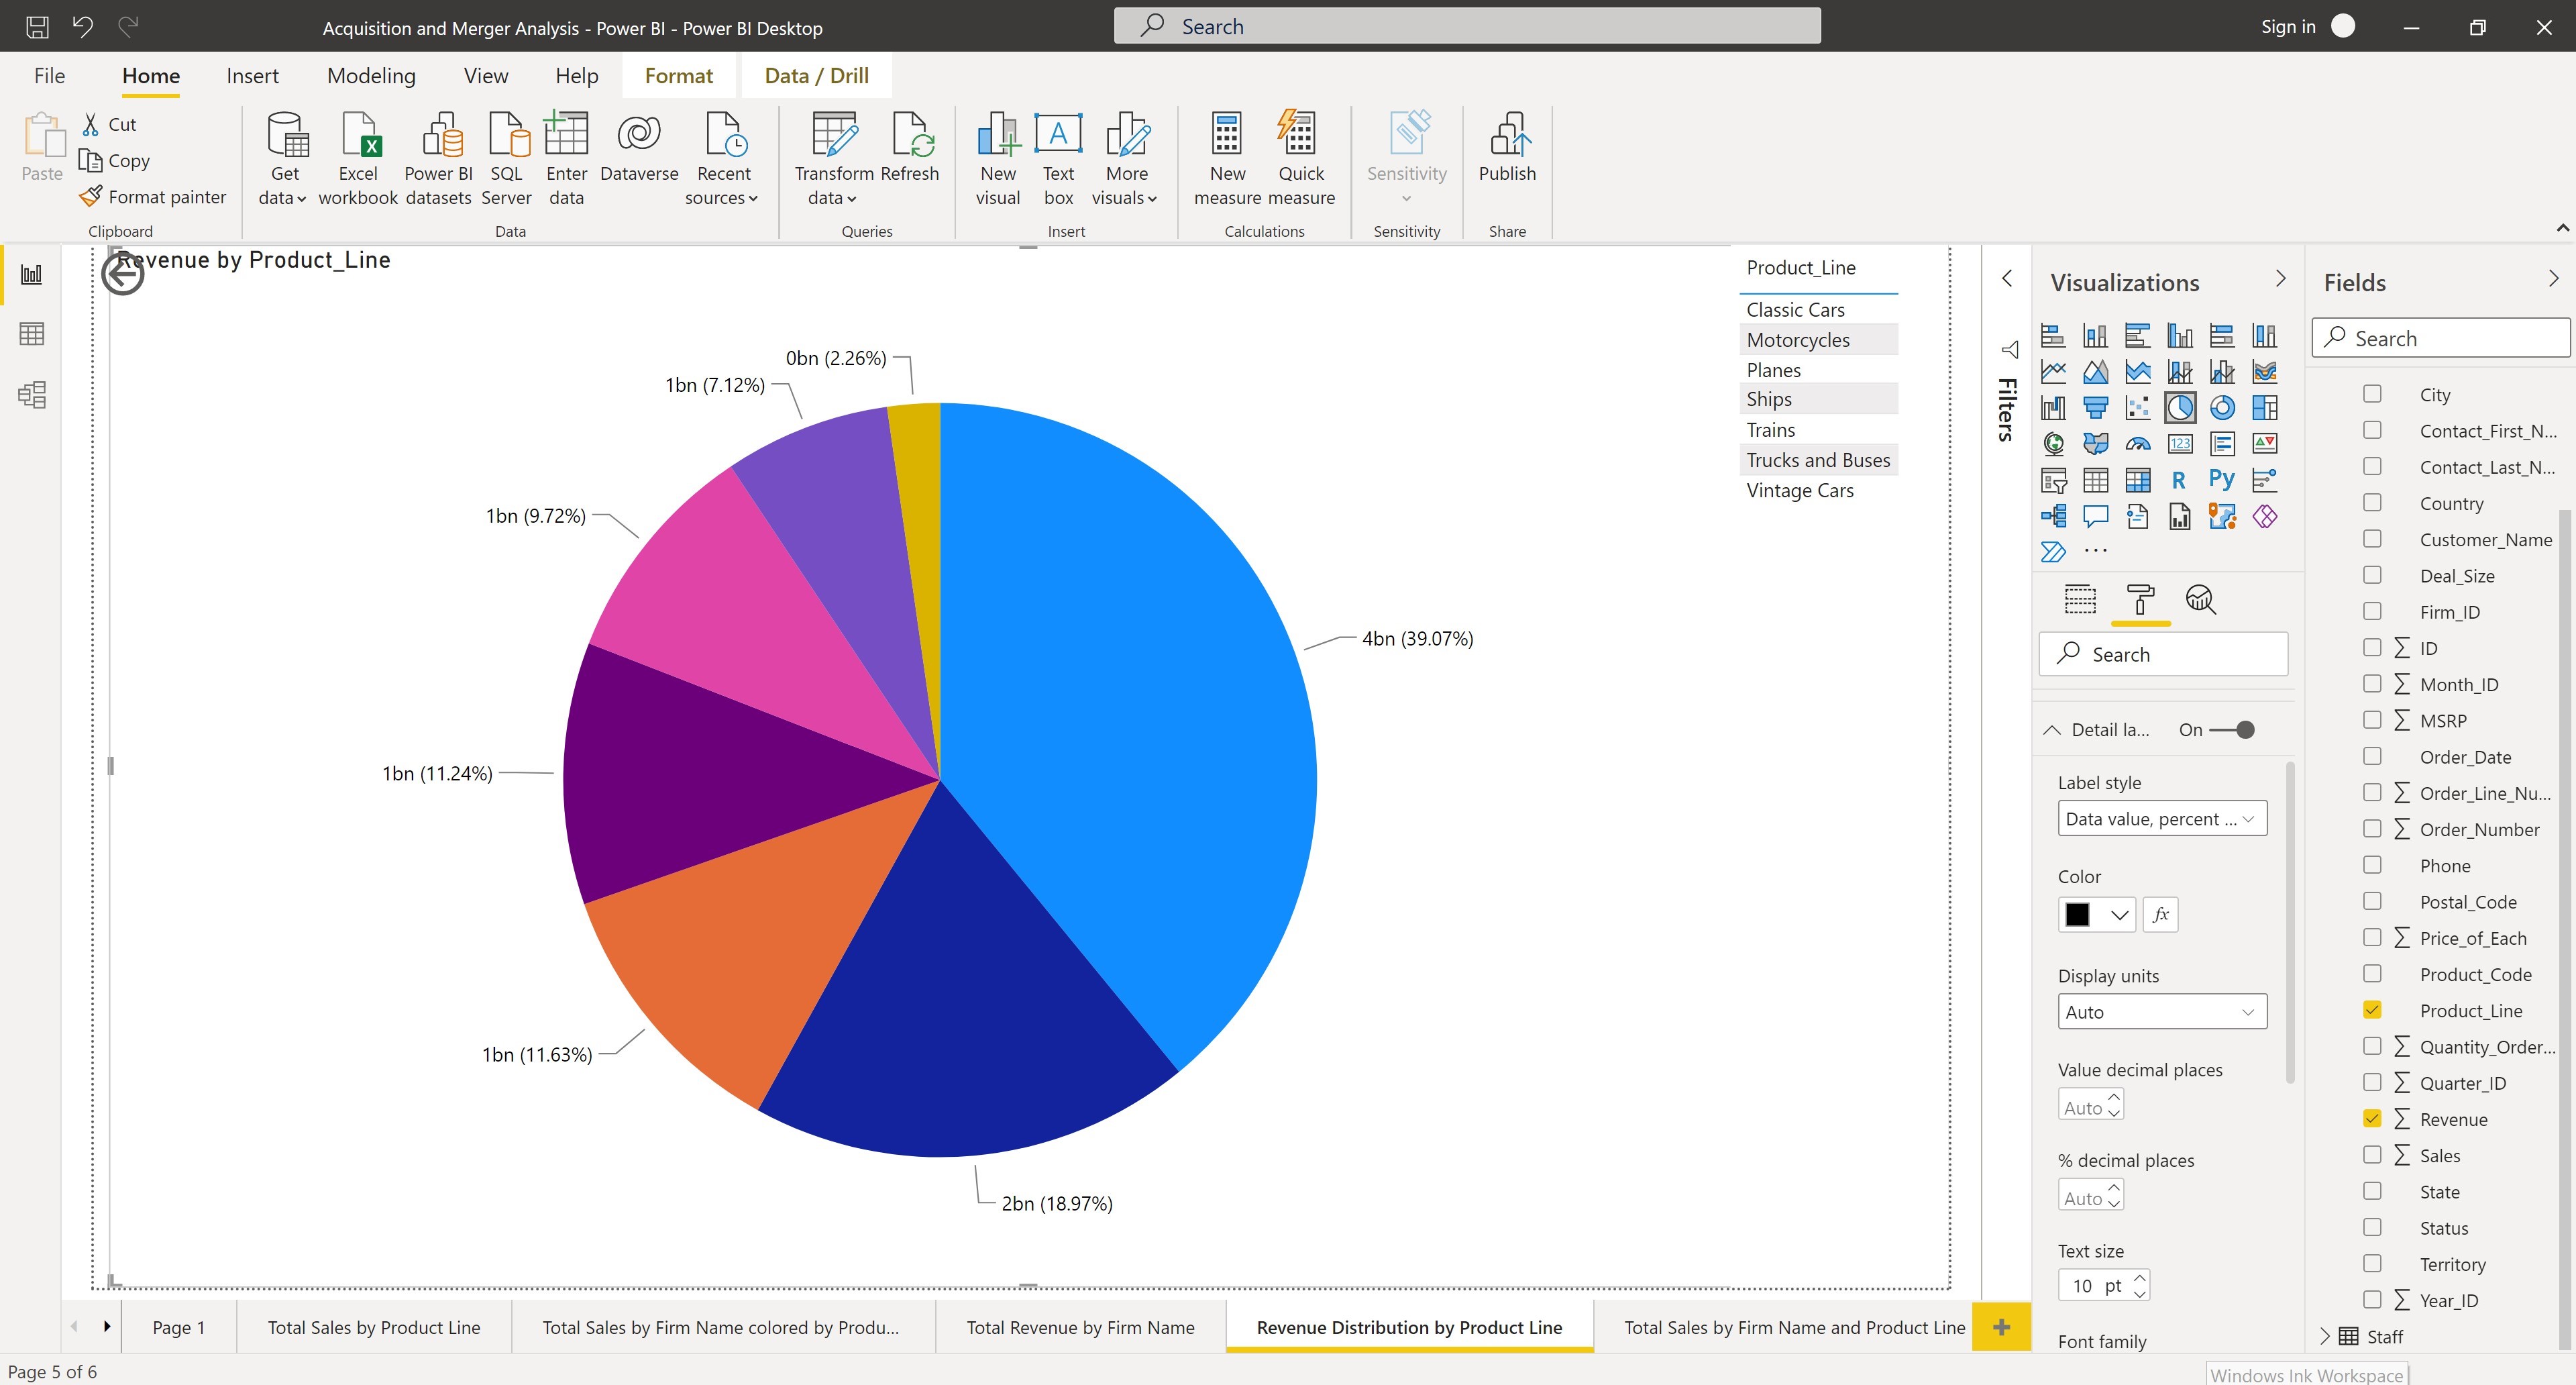 Acquisition and Merger Analysis - Power BI - Power BI Desktop
Search
Sign in
File Home Insert Modeling View Help Format Data / Drill
Paste
Cut
Copy
Format painter
Clipboard
Get data
Excel workbook
Power BI datasets
SQL Server
Enter data
Dataverse
Recent sources
Data
Transform data
Refresh
Queries
New visual
Text box
More visuals
Insert
New measure
Quick measure
Calculations
Sensitivity
Sensitivity
Publish
Share
Revenue by Product_Line
0bn (2.26%)
1bn (7.12%)
1bn (9.72%)
4bn (39.07%)
1bn (11.24%)
1bn (11.63%)
2bn (18.97%)
Product_Line
Classic Cars
Motorcycles
Planes
Ships
Trains
Trucks and Buses
Vintage Cars
Filters
Visualizations
123
R
Py
Search
Detail la...
On
Label style
Data value, percent ...
Color
fx
Display units
Auto
Value decimal places
Auto
% decimal places
Auto
Text size
10 pt
Font family
Fields
Search
City
Contact_First_N...
Contact_Last_N...
Country
Customer_Name
Deal_Size
Firm_ID
∑ ID
∑ Month_ID
∑ MSRP
Order_Date
∑ Order_Line_Nu...
∑ Order_Number
Phone
Postal_Code
∑ Price_of_Each
Product_Code
Product_Line
∑ Quantity_Order...
∑ Quarter_ID
∑ Revenue
∑ Sales
State
Status
Territory
∑ Year_ID
Staff
Page 1
Total Sales by Product Line
Total Sales by Firm Name colored by Produ...
Total Revenue by Firm Name
Revenue Distribution by Product Line
Total Sales by Firm Name and Product Line
Page 5 of 6
Windows Ink Workspace